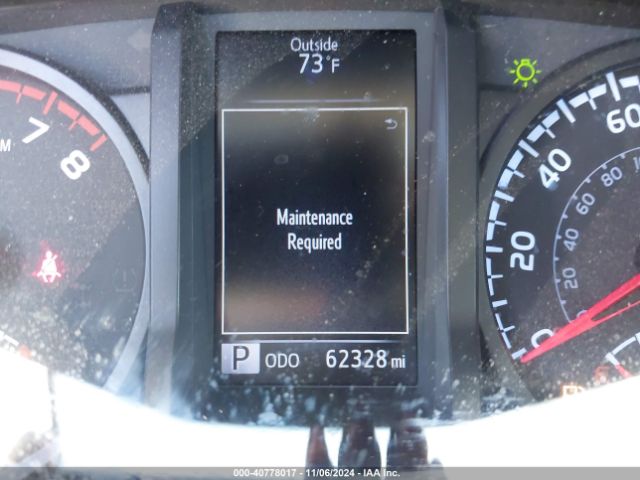 Outside
73°F
Maintenance
Required
P ODO 62328 mi
7
8
M
60
40
20
0
80
60
40
20
000-40778017 - 11/06/2024 - IAA Inc.